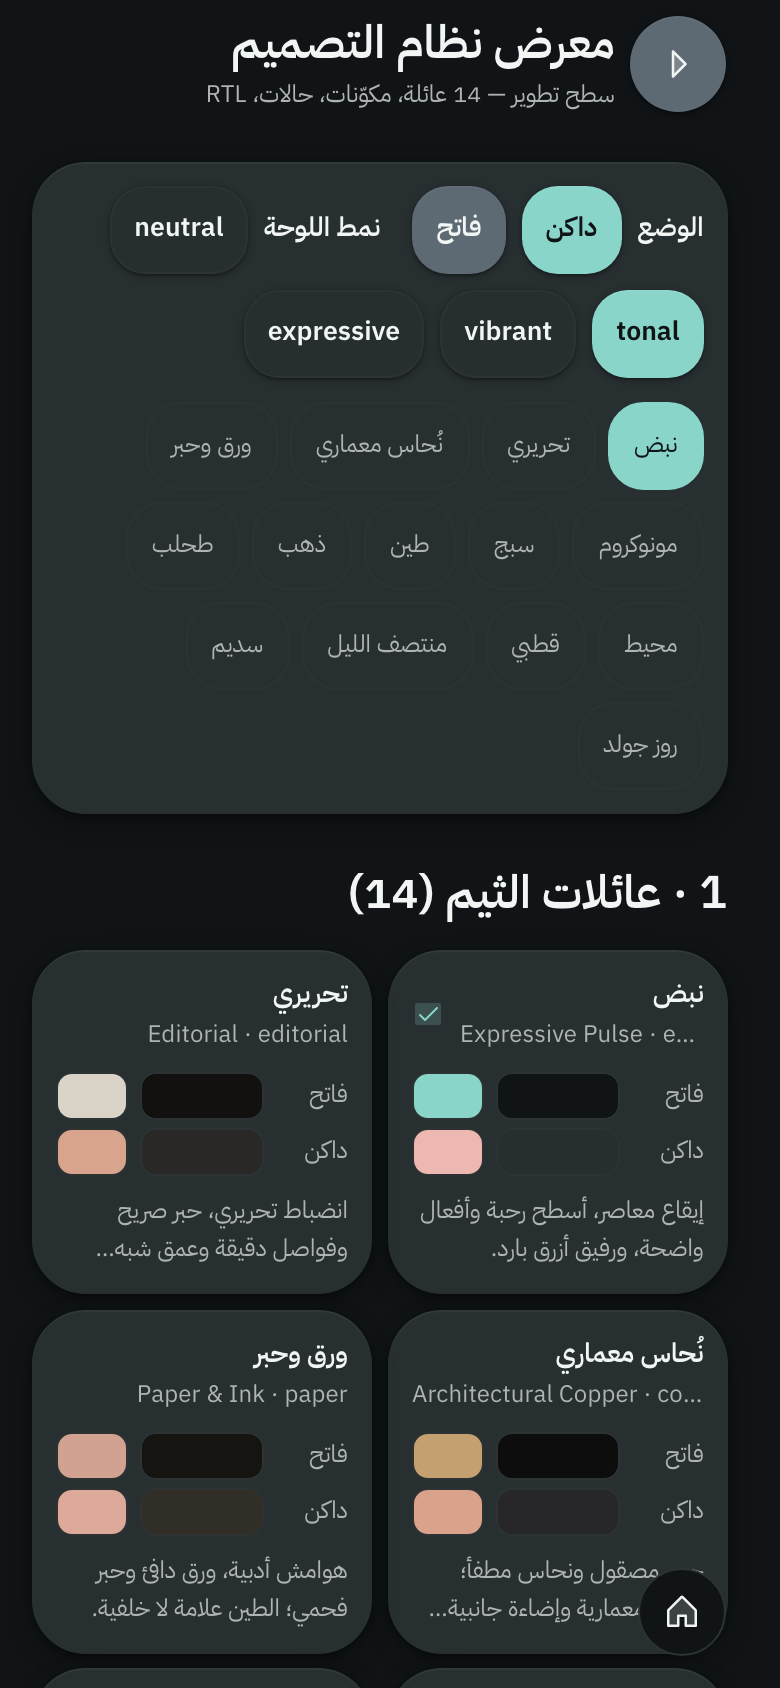 معرض نظام التصميم
سطح تطوير — 14 عائلة، مكوّنات، حالات، RTL
الوضع داكن فاتح نمط اللوحة neutral
tonal vibrant expressive
نبض تحريري نُحاس معماري ورق وحبر
مونوكروم سبج طين ذهب طحلب
محيط قطبي منتصف الليل سديم
روز جولد
1 · عائلات الثيم (14)
نبض
Expressive Pulse · e...
فاتح
داكن
إيقاع معاصر، أسطح رحبة وأفعال
واضحة، ورفيق أزرق بارد.
تحريري
Editorial · editorial
فاتح
داكن
انضباط تحريري، حبر صريح
وفواصل دقيقة وعمق شبه...
نُحاس معماري
Architectural Copper · co...
فاتح
داكن
مصقول ونحاس مطفأ؛
معمارية وإضاءة جانبية...
ورق وحبر
Paper & Ink · paper
فاتح
داكن
هوامش أدبية، ورق دافئ وحبر
فحمي؛ الطين علامة لا خلفية.